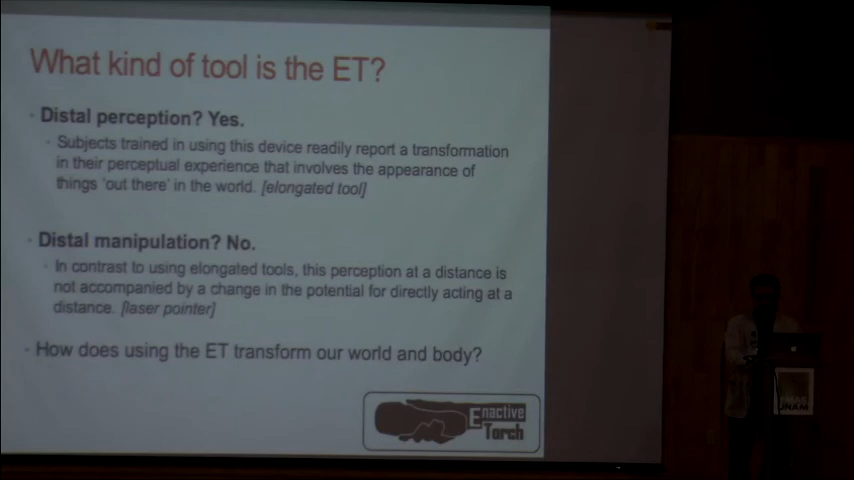 What kind of tool is the ET?
Distal perception? Yes.
Subjects trained in using this device readily report a transformation
in their perceptual experience that involves the appearance of
things 'out there' in the world. [elongated tool]
Distal manipulation? No.
In contrast to using elongated tools, this perception at a distance is
not accompanied by a change in the potential for directly acting at a
distance. [laser pointer]
How does using the ET transform our world and body?
Enactive
Torch
UNAM